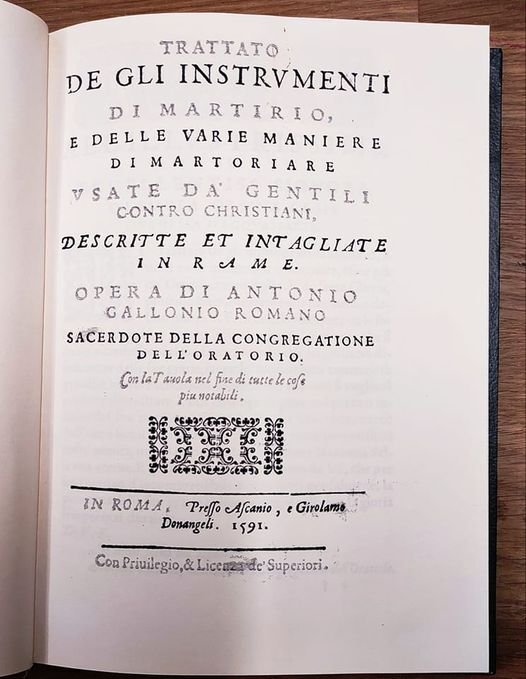 TRATTATO
DE GLI INSTRVMENTI
DI MARTIRIO,
E DELLE VARIE MANIERE
DI MARTORIARE
VSATE DA' GENTILI
CONTRO CHRISTIANI,
DESCRITTE ET INTAGLIATE
IN RAME.
OPERA DI ANTONIO
GALLONIO ROMANO
SACERDOTE DELLA CONGREGATIONE
DELL'ORATORIO.
Con la Tauola nel fine di tutte le cose
piu notabili.
IN ROMA, Presso Ascanio, e Girolamo
Donangeli. 1591.
Con Priuilegio, & Licenza de' Superiori.